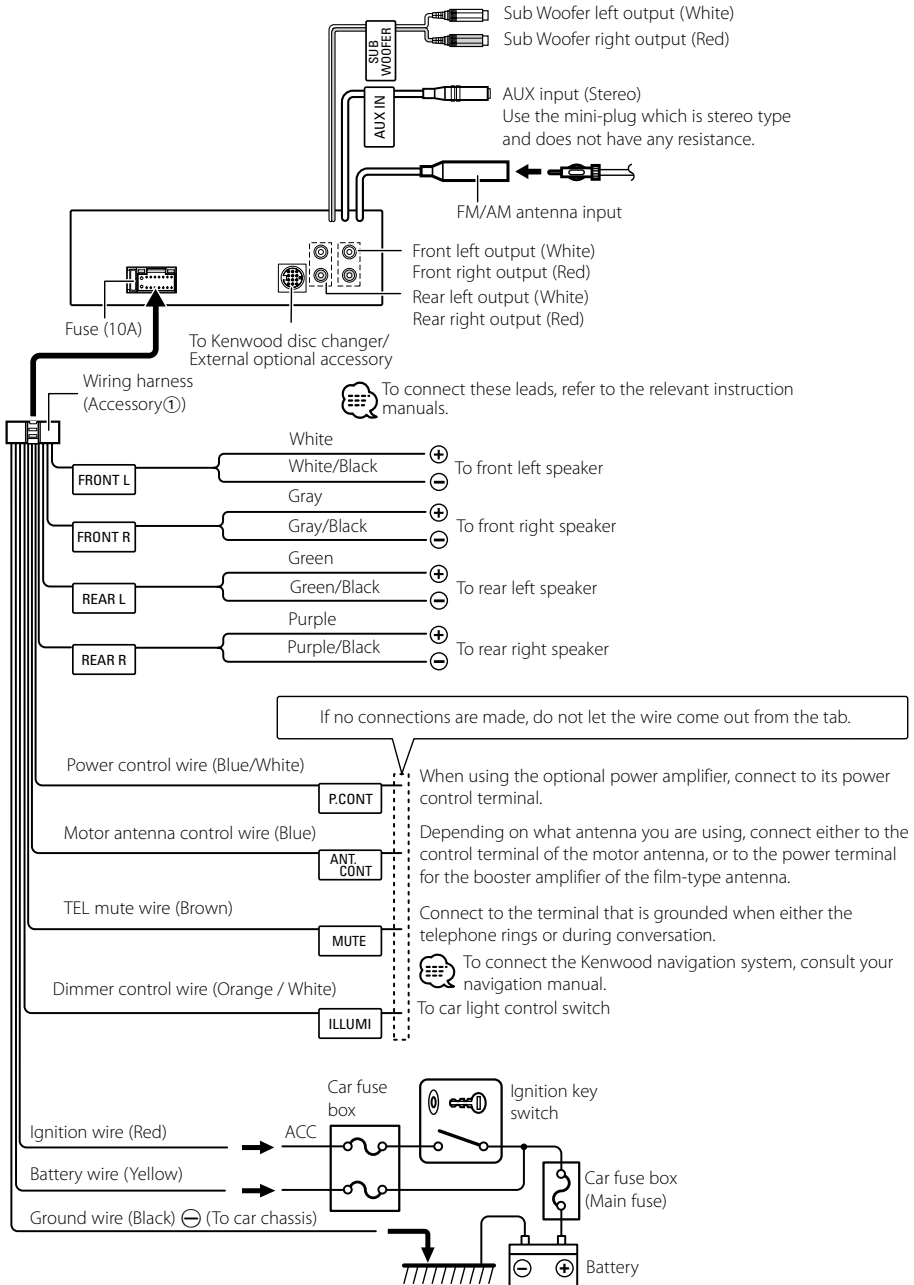 Sub Woofer left output (White)
Sub Woofer right output (Red)
SUB
WOOFER
AUX IN
AUX input (Stereo)
Use the mini-plug which is stereo type
and does not have any resistance.
FM/AM antenna input
Front left output (White)
Front right output (Red)
Rear left output (White)
Rear right output (Red)
Fuse (10A)
To Kenwood disc changer/
External optional accessory
Wiring harness
(Accessory①)
To connect these leads, refer to the relevant instruction
manuals.
FRONT L
White
White/Black
⊕
⊖
To front left speaker
FRONT R
Gray
Gray/Black
⊕
⊖
To front right speaker
REAR L
Green
Green/Black
⊕
⊖
To rear left speaker
REAR R
Purple
Purple/Black
⊕
⊖
To rear right speaker
If no connections are made, do not let the wire come out from the tab.
Power control wire (Blue/White)
P.CONT
When using the optional power amplifier, connect to its power
control terminal.
Motor antenna control wire (Blue)
ANT.
CONT
Depending on what antenna you are using, connect either to the
control terminal of the motor antenna, or to the power terminal
for the booster amplifier of the film-type antenna.
TEL mute wire (Brown)
MUTE
Connect to the terminal that is grounded when either the
telephone rings or during conversation.
To connect the Kenwood navigation system, consult your
navigation manual.
Dimmer control wire (Orange / White)
ILLUMI
To car light control switch
Car fuse
box
Ignition key
switch
Ignition wire (Red)
ACC
Battery wire (Yellow)
Car fuse box
(Main fuse)
Ground wire (Black) ⊖ (To car chassis)
⊖ ⊕
Battery